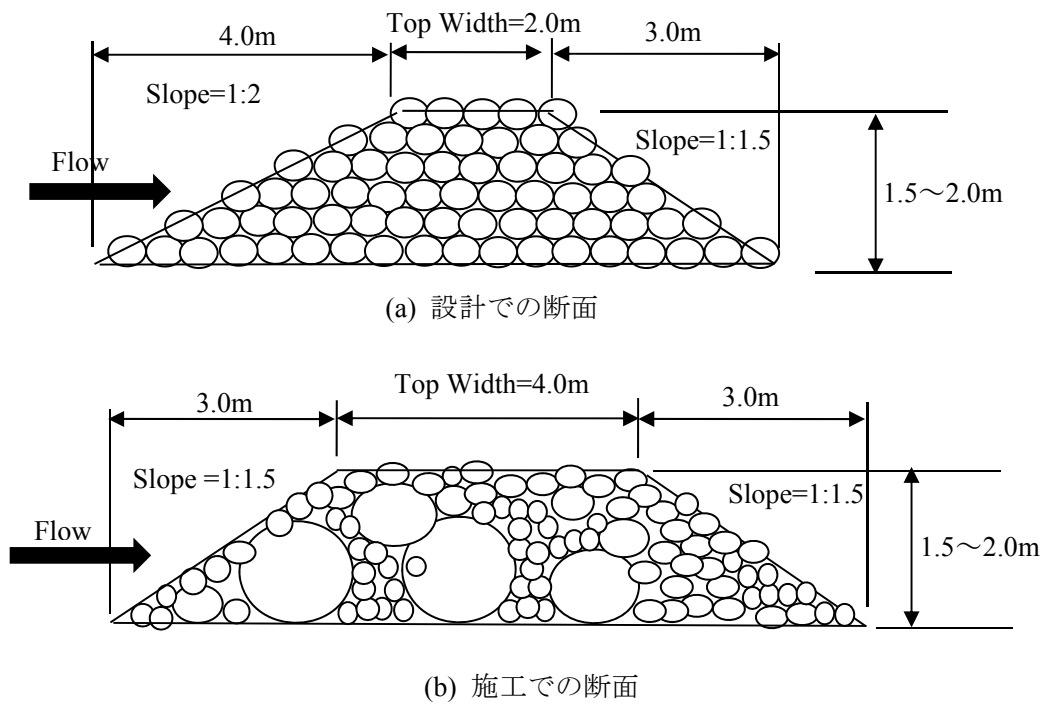 Top Width=2.0m
4.0m
3.0m
Slope=1:2
Slope=1:1.5
Flow
1.5～2.0m
(a) 設計での断面
Top Width=4.0m
3.0m
3.0m
Slope =1:1.5
Slope=1:1.5
Flow
1.5～2.0m
(b) 施工での断面